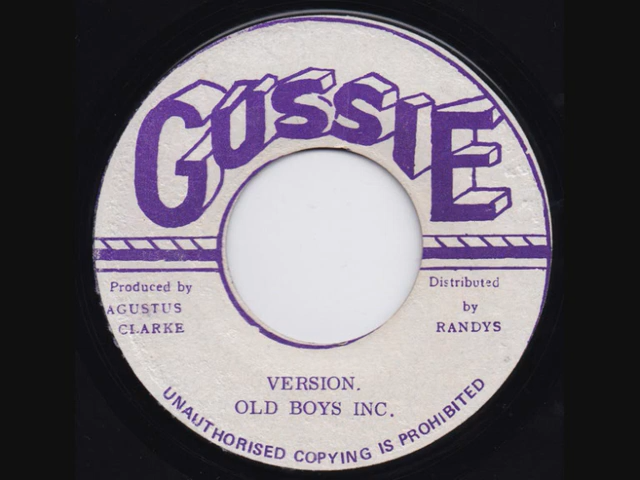 GUSSIE
Produced by
AGUSTUS
CLARKE
Distributed
by
RANDYS
VERSION.
OLD BOYS INC.
UNAUTHORISED COPYING IS PROHIBITED